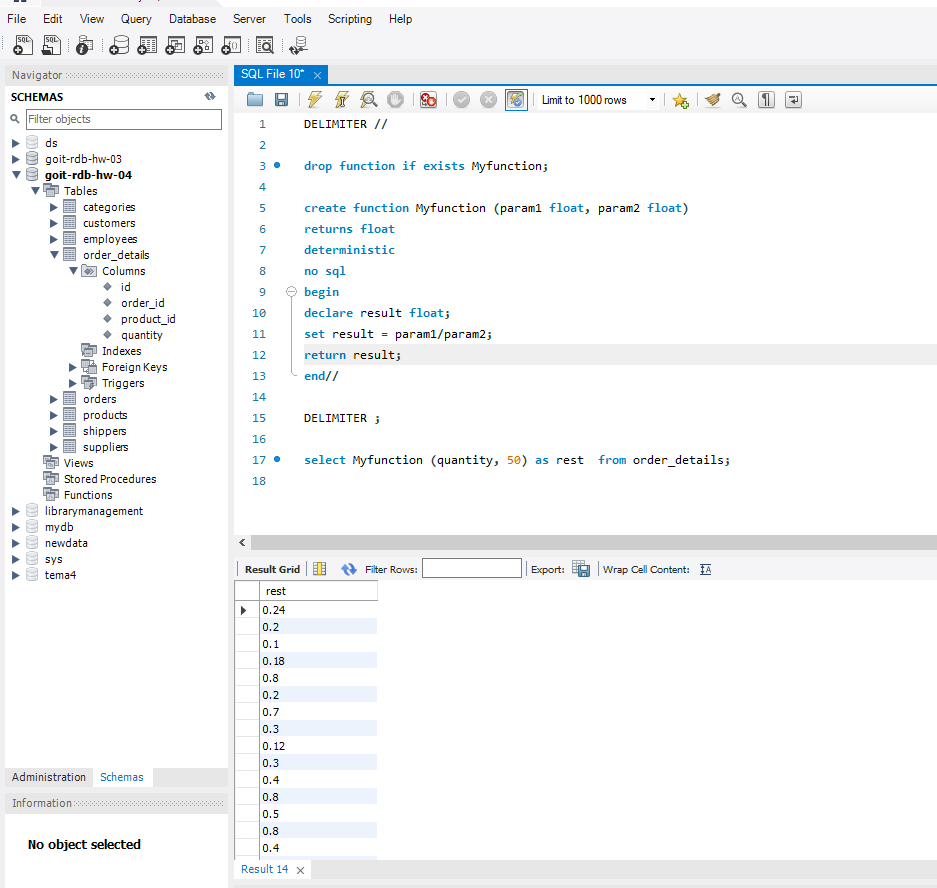 File Edit View Query Database Server Tools Scripting Help
Navigator
SCHEMAS
Filter objects
ds
goit-rdb-hw-03
goit-rdb-hw-04
Tables
categories
customers
employees
order_details
Columns
id
order_id
product_id
quantity
Indexes
Foreign Keys
Triggers
orders
products
shippers
suppliers
Views
Stored Procedures
Functions
librarymanagement
mydb
newdata
sys
tema4
Administration Schemas
Information
No object selected
SQL File 10*
Limit to 1000 rows
1 DELIMITER //
2
3 drop function if exists Myfunction;
4
5 create function Myfunction (param1 float, param2 float)
6 returns float
7 deterministic
8 no sql
9 begin
10 declare result float;
11 set result = param1/param2;
12 return result;
13 end//
14
15 DELIMITER ;
16
17 select Myfunction (quantity, 50) as rest  from order_details;
18
Result Grid Filter Rows: Export: Wrap Cell Content:
rest
0.24
0.2
0.1
0.18
0.8
0.2
0.7
0.3
0.12
0.3
0.4
0.8
0.5
0.8
0.4
Result 14